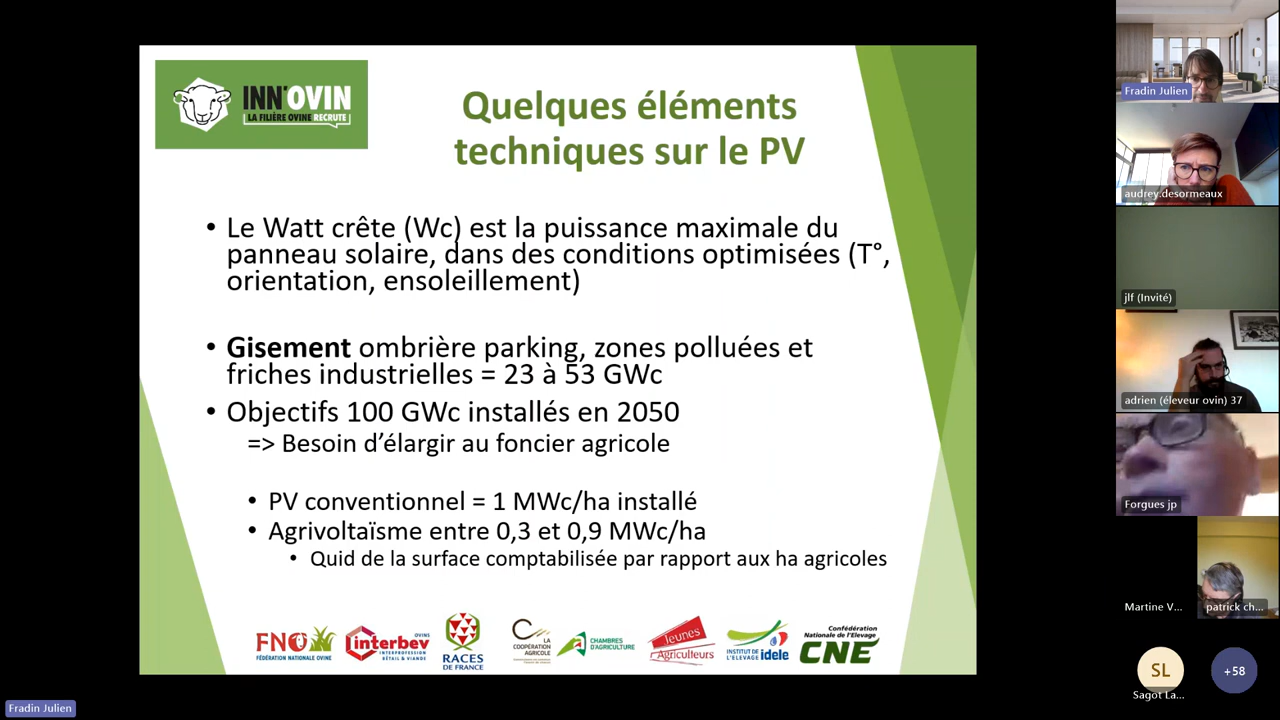 INN'OVIN
LA FILIÈRE OVINE RECRUTE
Quelques éléments
techniques sur le PV
• Le Watt crête (Wc) est la puissance maximale du
panneau solaire, dans des conditions optimisées (T°,
orientation, ensoleillement)
• Gisement ombrière parking, zones polluées et
friches industrielles = 23 à 53 GWc
• Objectifs 100 GWc installés en 2050
=> Besoin d'élargir au foncier agricole
• PV conventionnel = 1 MWc/ha installé
• Agrivoltaïsme entre 0,3 et 0,9 MWc/ha
• Quid de la surface comptabilisée par rapport aux ha agricoles
FNO
FÉDÉRATION NATIONALE OVINE
OVINS
interbev
INTERPROFESSION
BÉTAIL & VIANDE
RACES
DE FRANCE
LA
COOPÉRATION
AGRICOLE
CHAMBRES
D'AGRICULTURE
Jeunes
Agriculteurs
INSTITUT DE
L'ELEVAGE idele
Confédération
Nationale de l'Elevage
CNE
Fradin Julien
audrey.desormeaux
jlf (Invité)
adrien (éleveur ovin) 37
Forgues jp
Martine V...
patrick ch...
SL
Sagot La...
+58
Fradin Julien